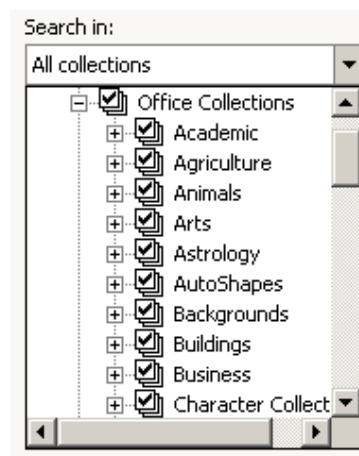 Search in:
All collections
Office Collections
Academic
Agriculture
Animals
Arts
Astrology
AutoShapes
Backgrounds
Buildings
Business
Character Collect